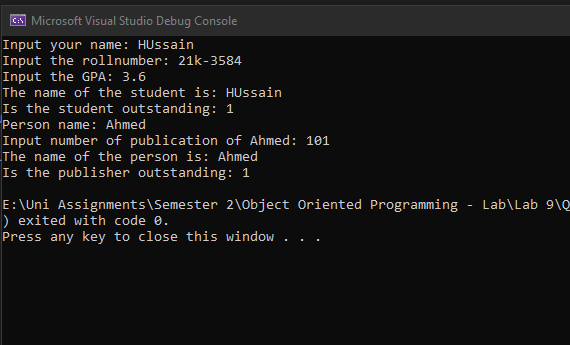 Microsoft Visual Studio Debug Console
Input your name: HUssain
Input the rollnumber: 21k-3584
Input the GPA: 3.6
The name of the student is: HUssain
Is the student outstanding: 1
Person name: Ahmed
Input number of publication of Ahmed: 101
The name of the person is: Ahmed
Is the publisher outstanding: 1
E:\Uni Assignments\Semester 2\Object Oriented Programming - Lab\Lab 9\Q
) exited with code 0.
Press any key to close this window . . .